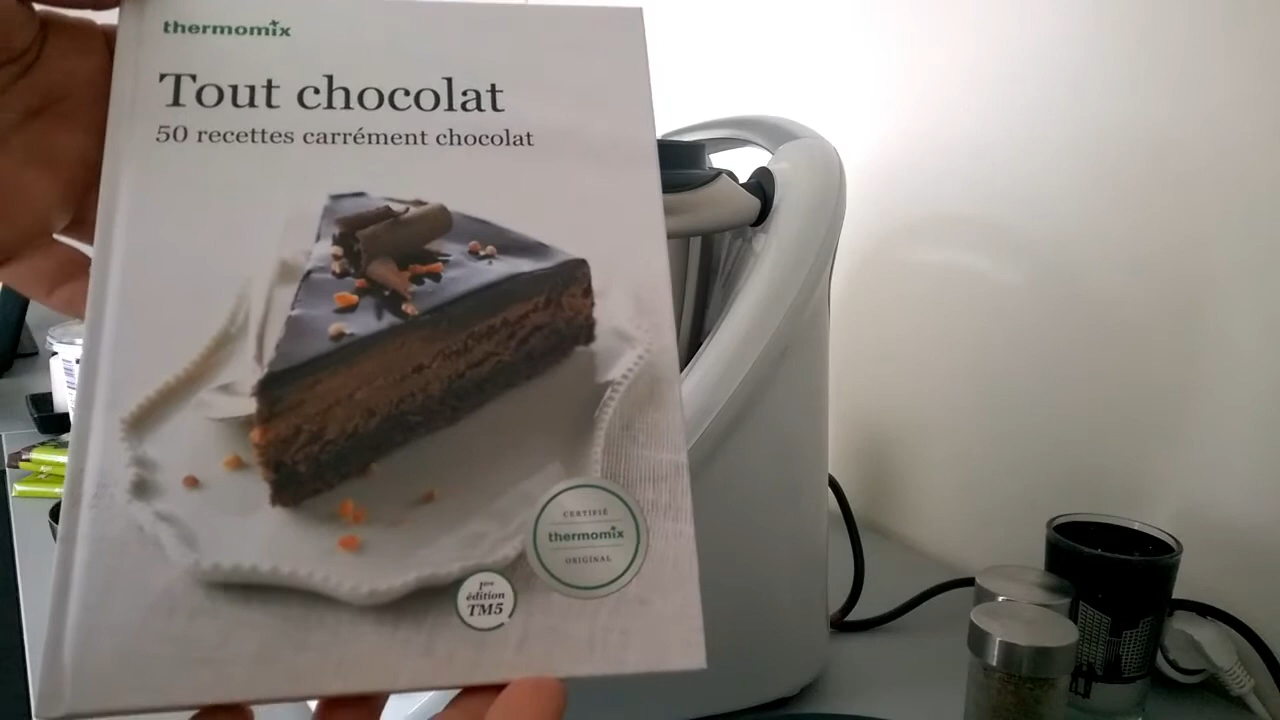 thermomix
Tout chocolat
50 recettes carrément chocolat
CERTIFIÉ
thermomix
ORIGINAL
1ère
édition
TM5